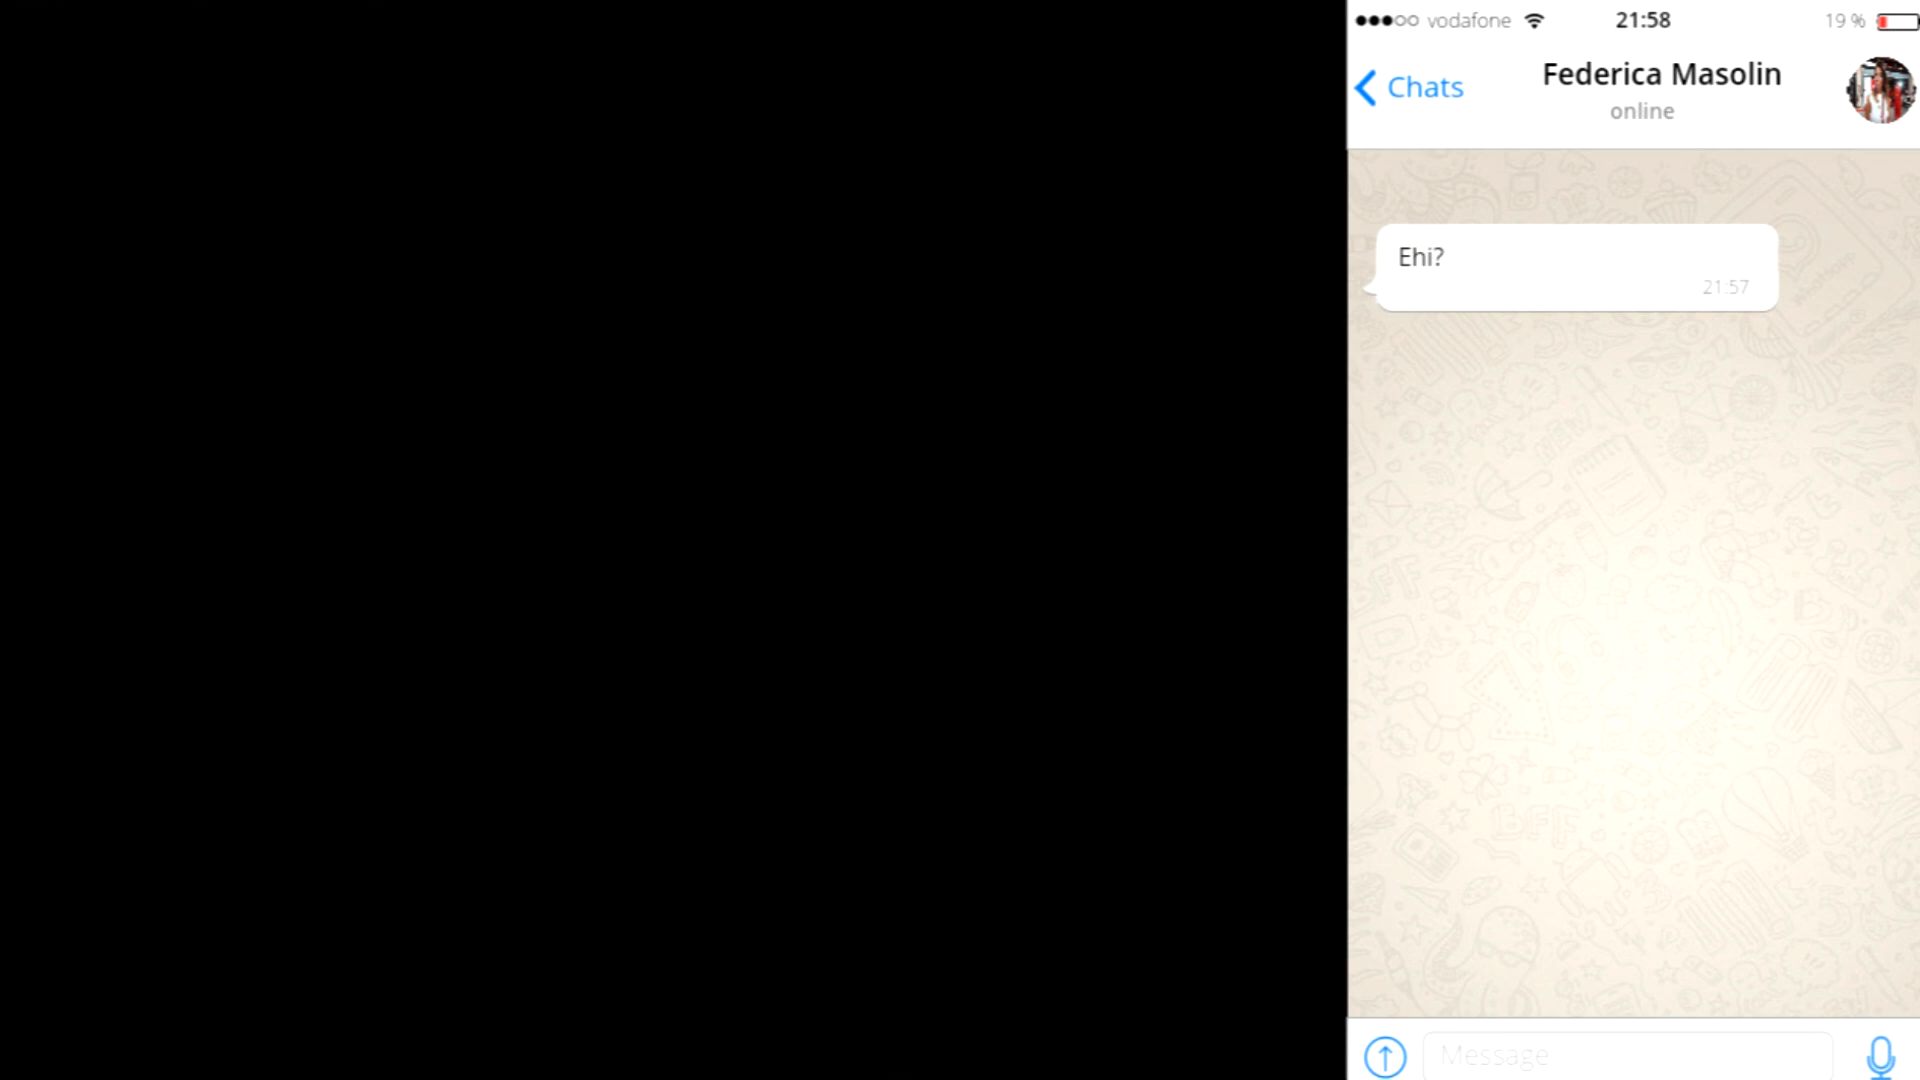 vodafone 21:58 19 %
Chats Federica Masolin
online
Ehi?
21:57
Message